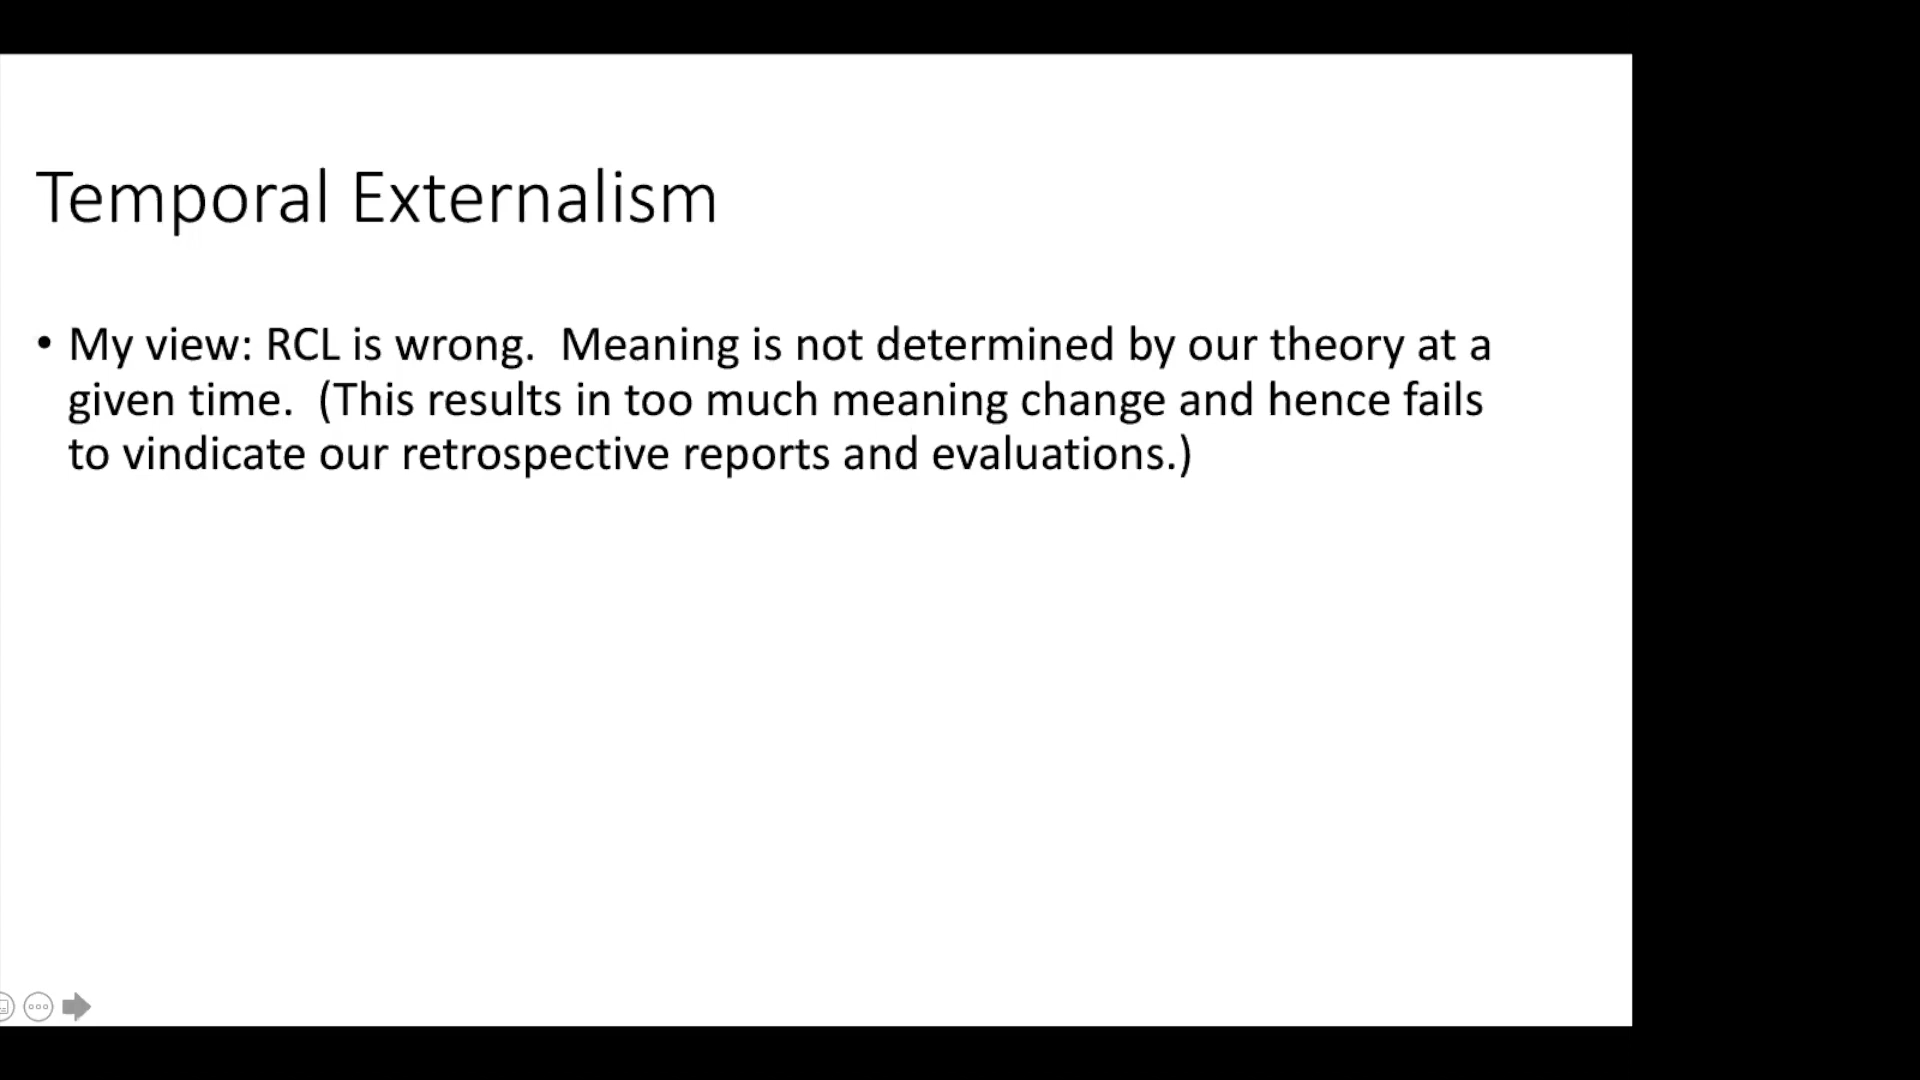 Temporal Externalism
• My view: RCL is wrong.  Meaning is not determined by our theory at a
given time.  (This results in too much meaning change and hence fails
to vindicate our retrospective reports and evaluations.)